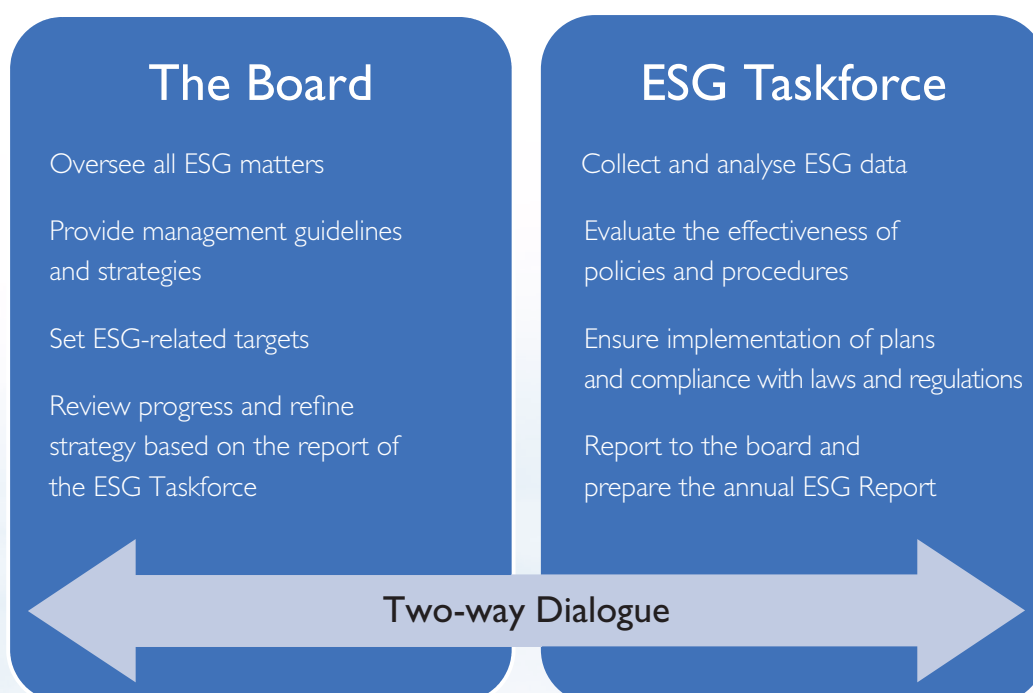 The Board
Oversee all ESG matters
Provide management guidelines
and strategies
Set ESG-related targets
Review progress and refine
strategy based on the report of
the ESG Taskforce
ESG Taskforce
Collect and analyse ESG data
Evaluate the effectiveness of
policies and procedures
Ensure implementation of plans
and compliance with laws and regulations
Report to the board and
prepare the annual ESG Report
Two-way Dialogue